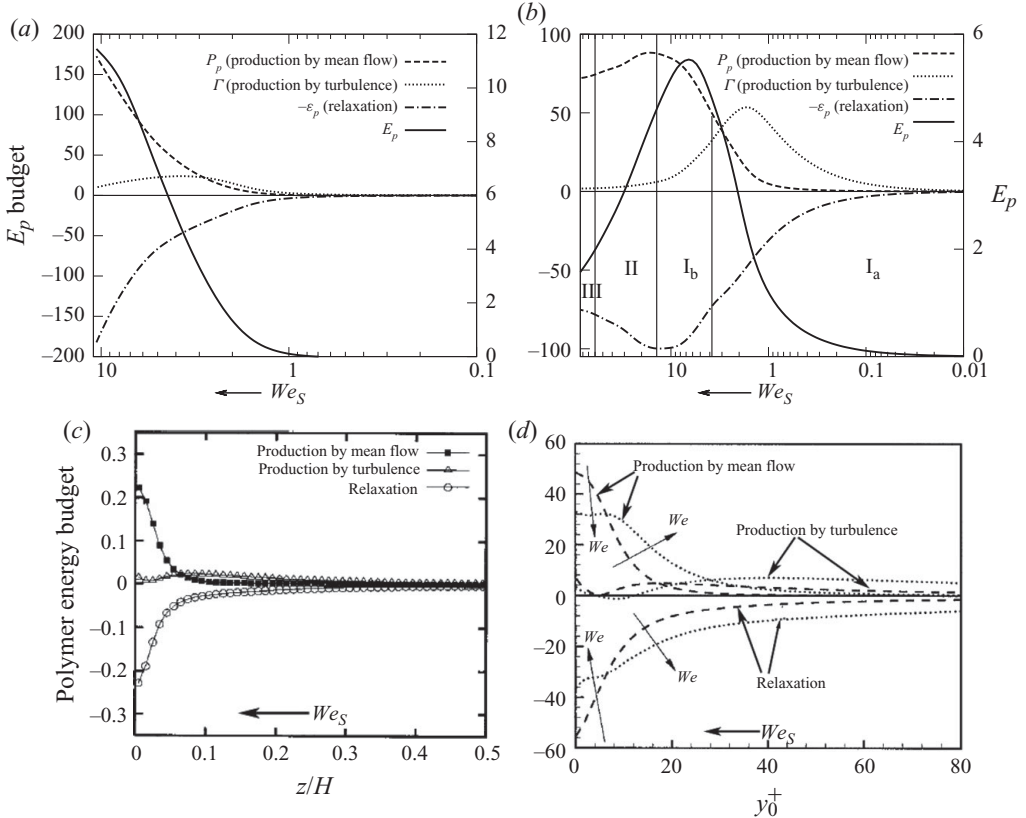 (a)
P_p (production by mean flow)
Γ (production by turbulence)
−ε_p (relaxation)
E_p
200
150
100
50
0
−50
−100
−150
−200
12
10
8
6
4
2
0
10
1
0.1
E_p budget
← We_S
(b)
P_p (production by mean flow)
Γ (production by turbulence)
−ε_p (relaxation)
E_p
100
50
0
−50
−100
6
4
2
0
E_p
III
II
I_b
I_a
10
1
0.1
0.01
← We_S
(c)
Production by mean flow
Production by turbulence
Relaxation
0.3
0.2
0.1
0
−0.1
−0.2
−0.3
Polymer energy budget
← We_S
0
0.1
0.2
0.3
0.4
0.5
z/H
(d)
60
40
20
0
−20
−40
−60
Production by mean flow
We
We
Production by turbulence
We
We
Relaxation
← We_S
0
20
40
60
80
y_0^+